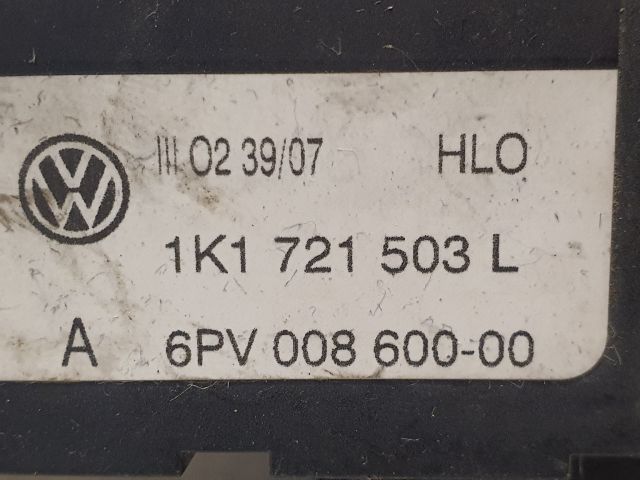 III 02 39/07 HLO
1K1 721 503 L
A 6PV 008 600-00